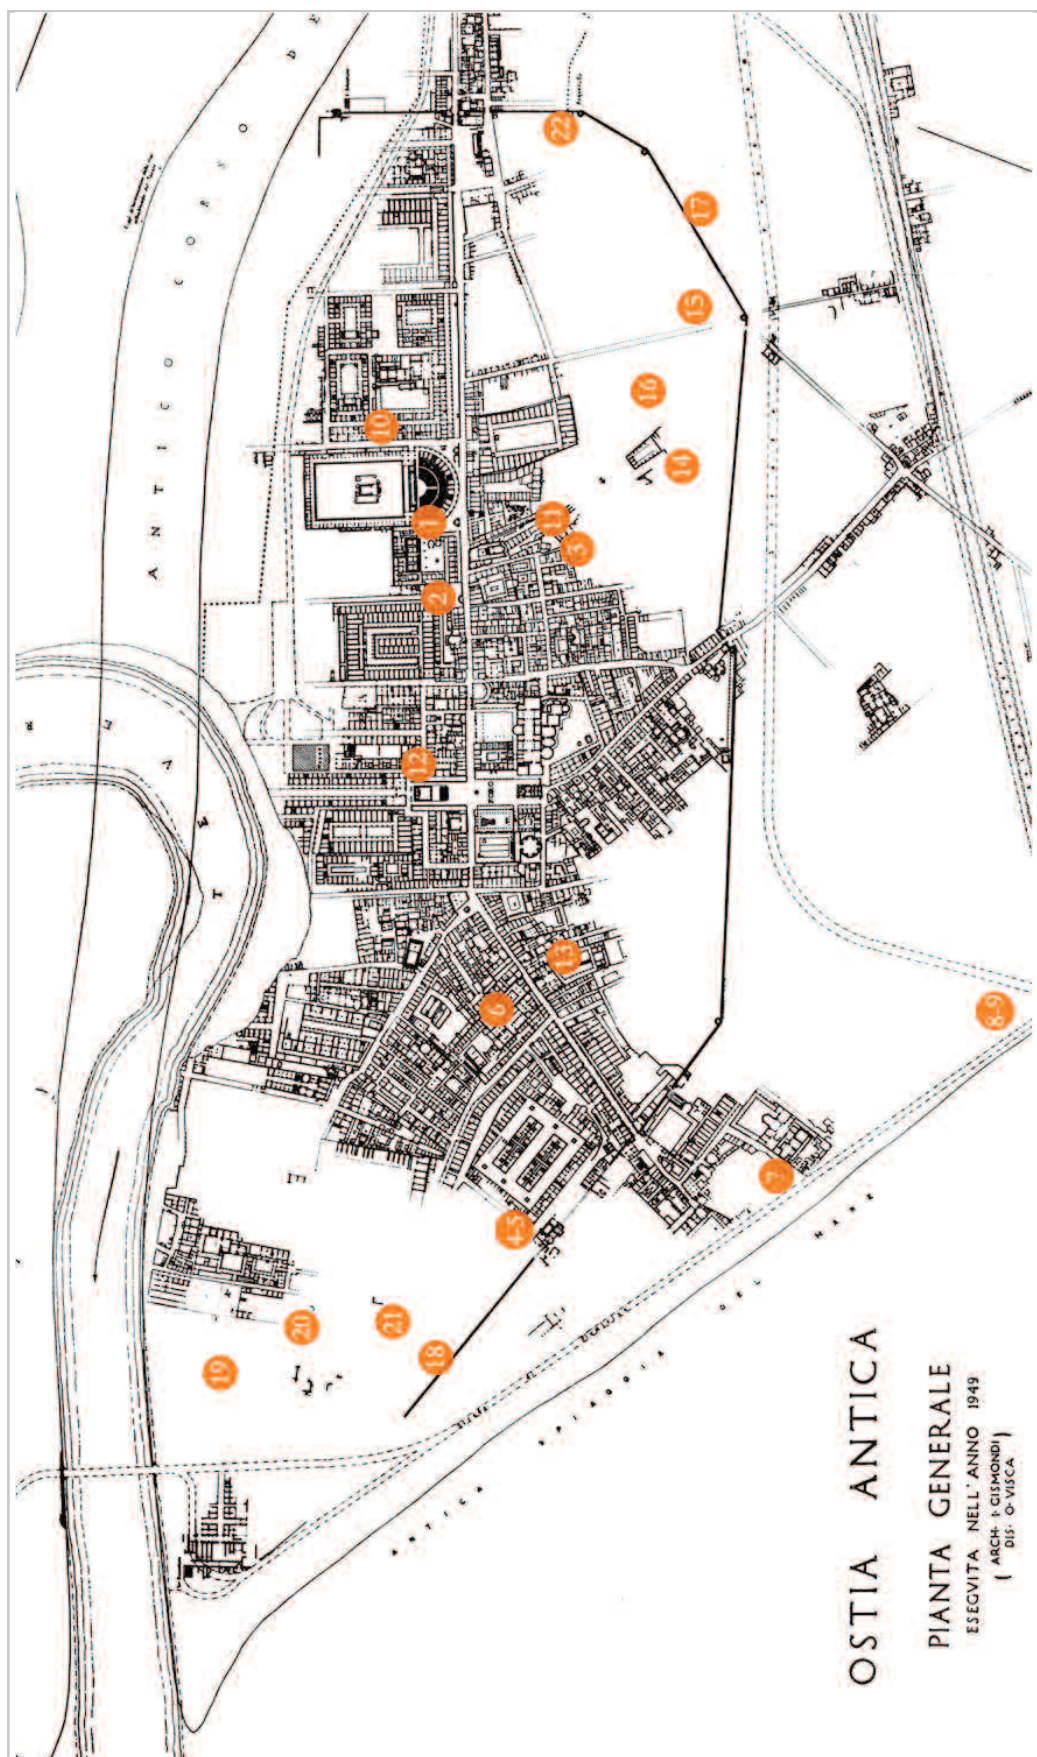 OSTIA ANTICA
PIANTA GENERALE
ESEGVITA NELL' ANNO 1949
( ARCH· I· GISMONDI )
DIS· O· VISCA
ANTICO CORSO DE
TEVERE
ANTICA SPIAGGIA DEL MARE
22
17
15
16
10
14
1
11
3
2
12
13
6
8-9
7
4-5
21
20
18
19